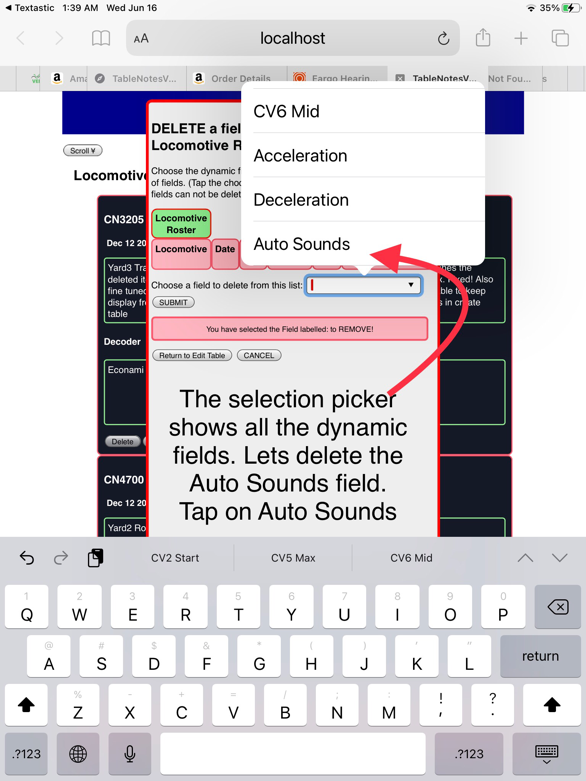 Textastic 1:39 AM Wed Jun 16 35%
AA localhost
Ama TableNotesV... Order Details Fargo Hearin... TableNotesV... Not Fou... s
DELETE a fiel
Locomotive R
Scroll
Choose the dynamic f
of fields. (Tap the choo
fields can not be delet
Locomotiv
CV6 Mid
Acceleration
Deceleration
Auto Sounds
Locomotive
Roster
Locomotive Date
CN3205
Dec 12 20
Yard3 Tra
deleted it
fine tuned
display fr
table
hes the
x. Fixed! Also
ble to keep
s in create
Choose a field to delete from this list:
SUBMIT
You have selected the Field labelled: to REMOVE!
Decoder
Return to Edit Table CANCEL
Econami
Delete
The selection picker
shows all the dynamic
fields. Lets delete the
Auto Sounds field.
Tap on Auto Sounds
CN4700
Dec 12 20
Yard2 Ro
CV2 Start CV5 Max CV6 Mid
1 2 3 4 5 6 7 8 9 0
Q W E R T Y U I O P
@ # $ & * ( ) ' "
A S D F G H J K L return
% - + = / ; : ! ?
Z X C V B N M , .
.?123 .?123